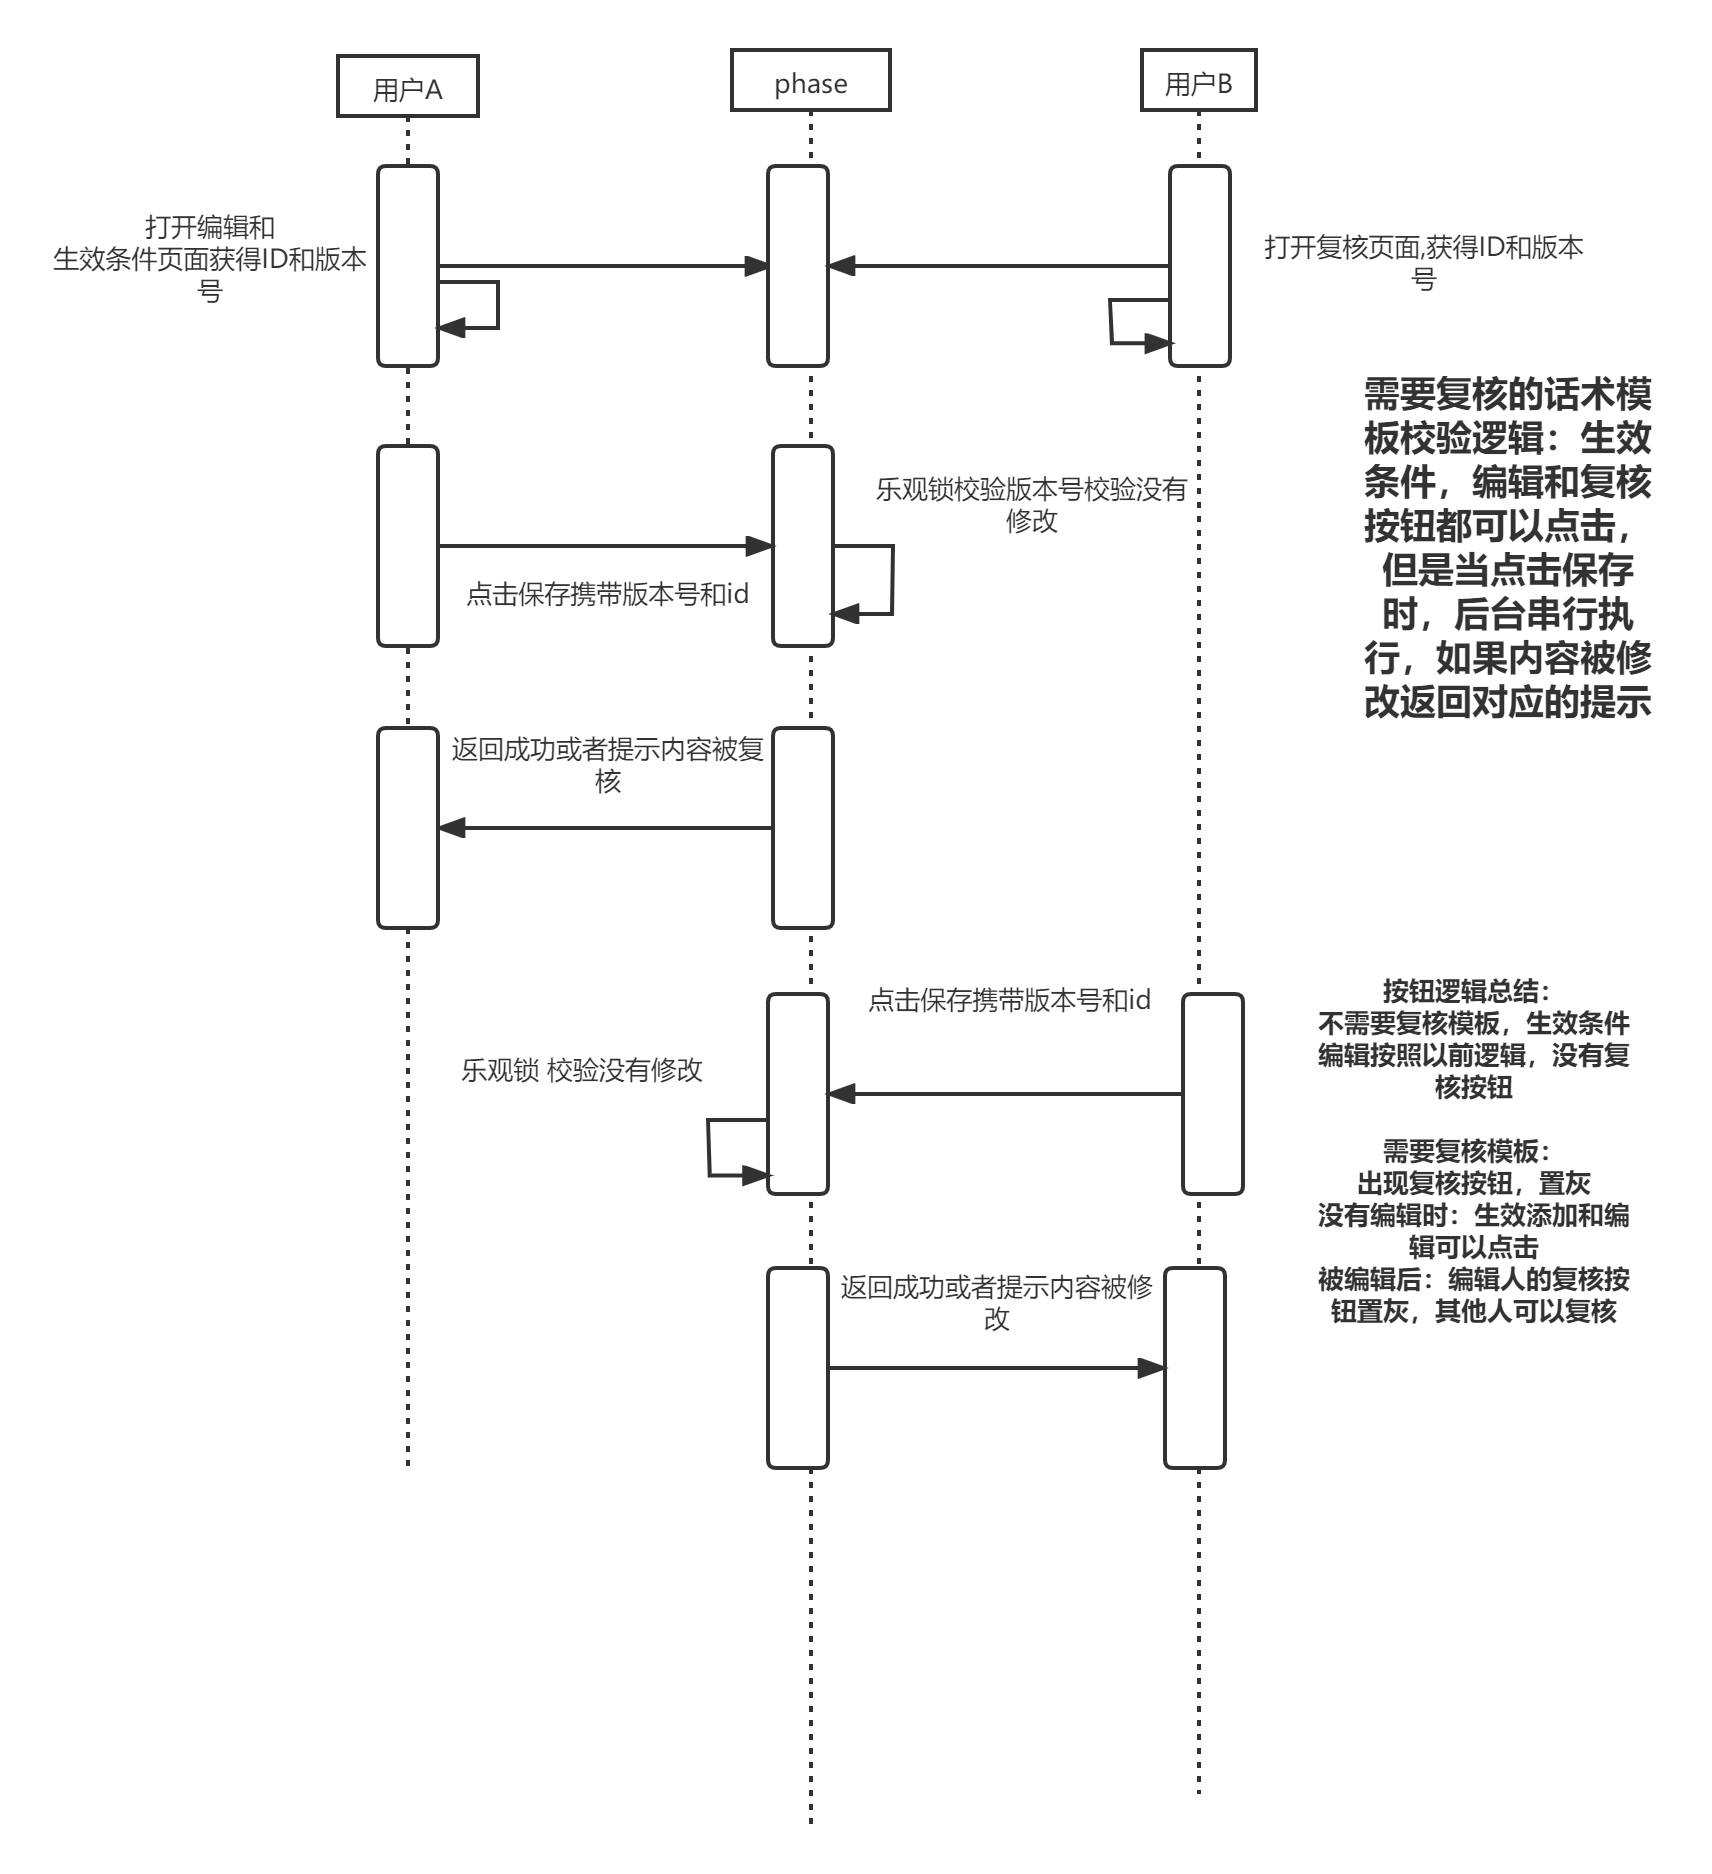 用户A
phase
用户B
打开编辑和
生效条件页面获得ID和版本
号
打开复核页面,获得ID和版本
号
需要复核的话术模
板校验逻辑：生效
条件，编辑和复核
按钮都可以点击，
但是当点击保存
时，后台串行执
行，如果内容被修
改返回对应的提示
乐观锁校验版本号校验没有
修改
点击保存携带版本号和id
返回成功或者提示内容被复
核
点击保存携带版本号和id
乐观锁 校验没有修改
按钮逻辑总结：
不需要复核模板，生效条件
编辑按照以前逻辑，没有复
核按钮
需要复核模板：
出现复核按钮，置灰
没有编辑时：生效添加和编
辑可以点击
被编辑后：编辑人的复核按
钮置灰，其他人可以复核
返回成功或者提示内容被修
改